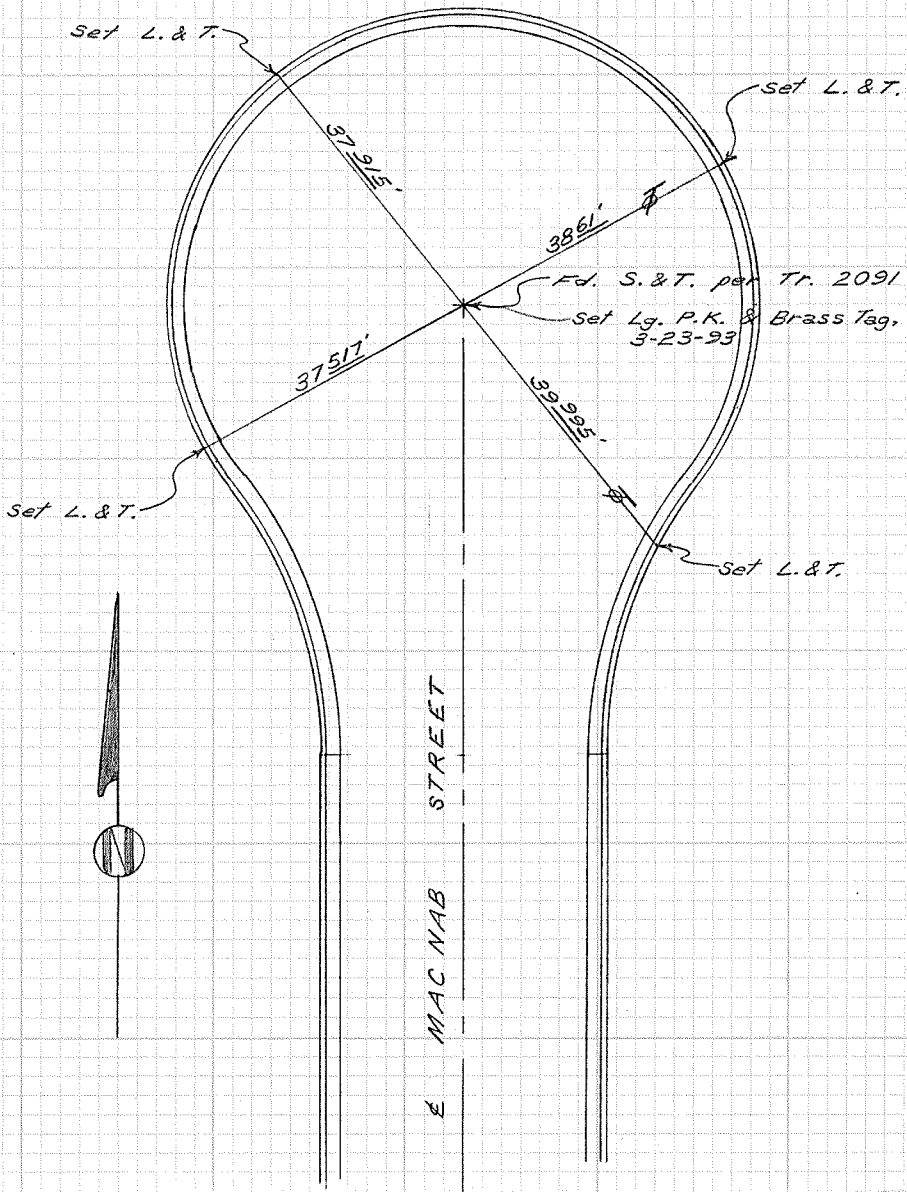 Set L. & T.
Set L. & T.
37 915'
38 61'
Fd. S. & T. per Tr. 2091
Set Lg. P.K. & Brass Tag,
3-23-93
37 517'
39 995'
Set L. & T.
Set L. & T.
℄ MAC NAB STREET